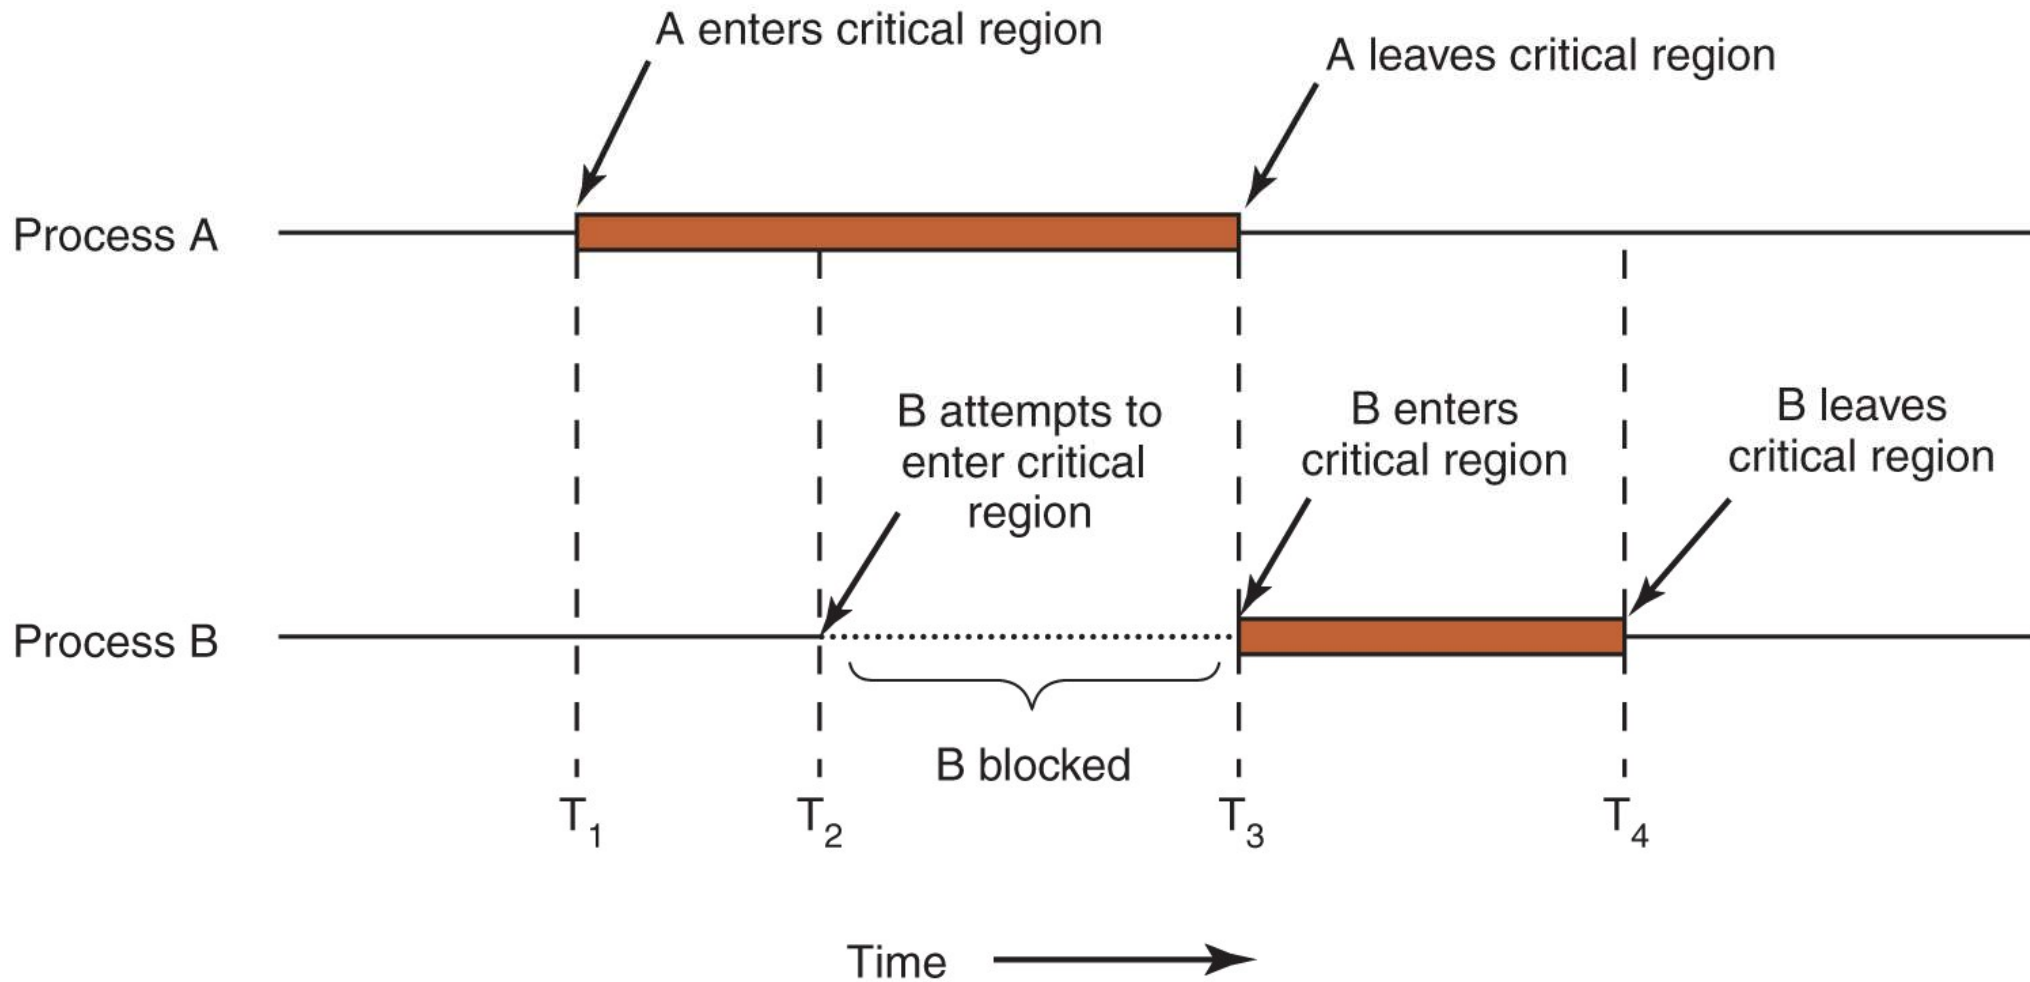 A enters critical region
A leaves critical region
Process A
B attempts to
enter critical
region
B enters
critical region
B leaves
critical region
Process B
B blocked
T1
T2
T3
T4
Time